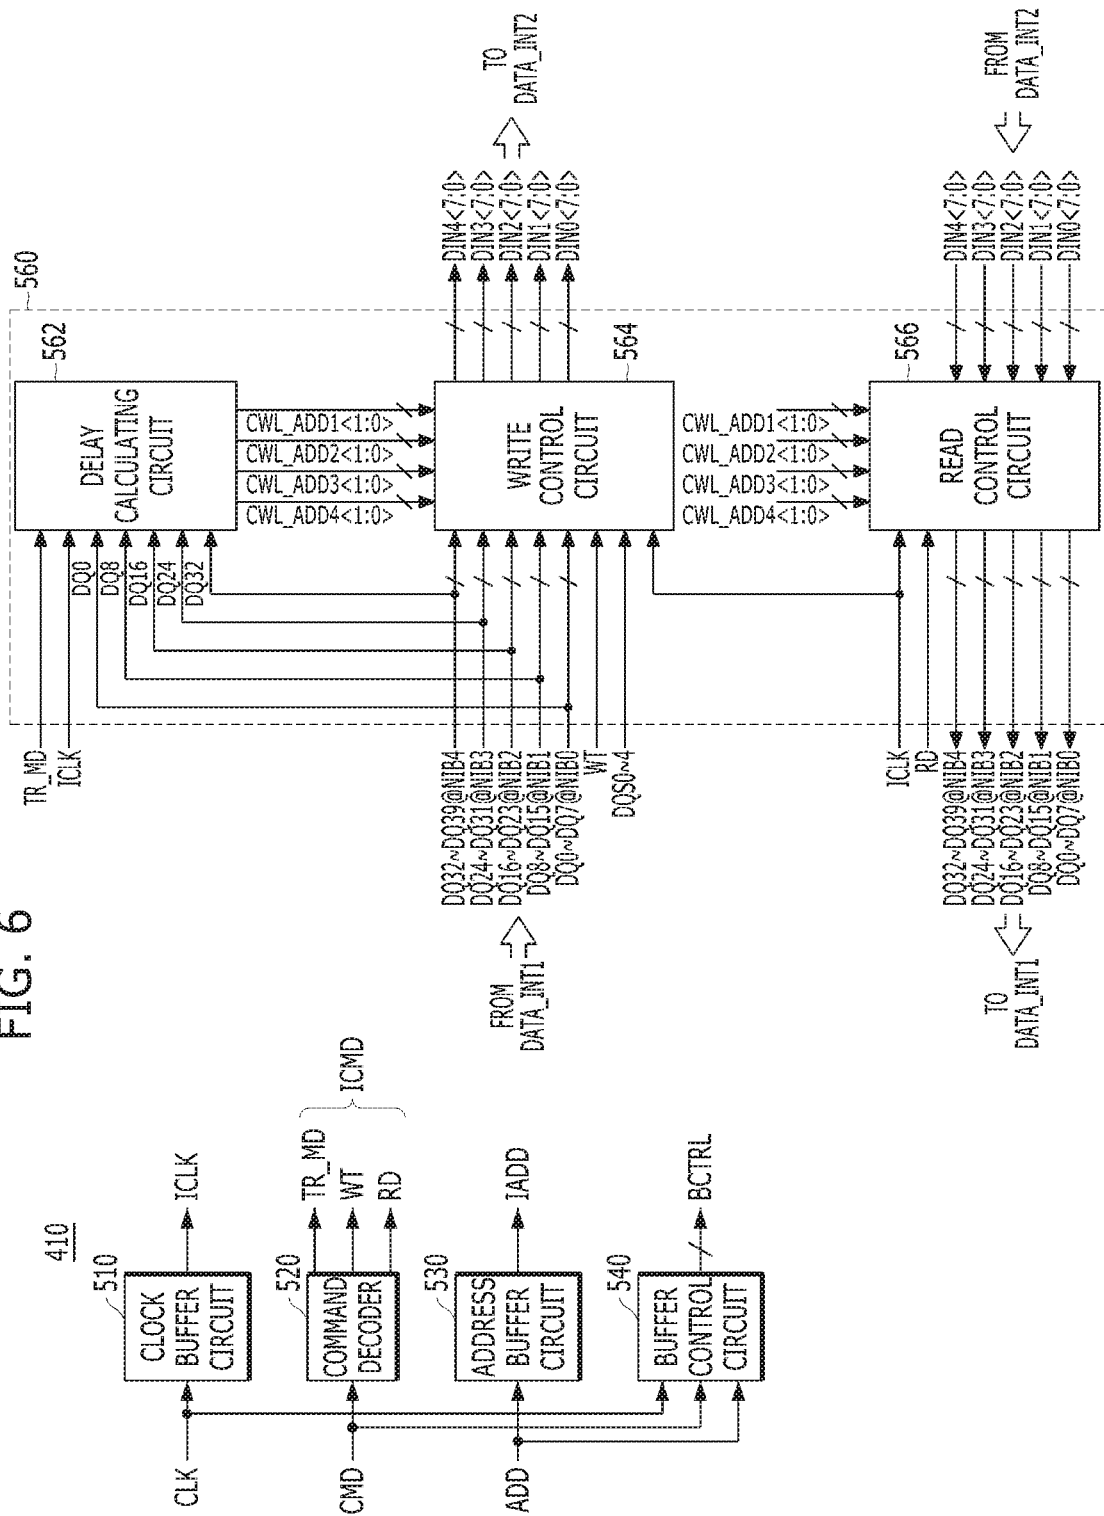 FIG. 6
410
CLK
CMD
ADD
510
CLOCK
BUFFER
CIRCUIT
ICLK
520
COMMAND
DECODER
TR_MD
WT
RD
ICMD
530
ADDRESS
BUFFER
CIRCUIT
IADD
540
BUFFER
CONTROL
CIRCUIT
BCTRL
560
TR_MD
ICLK
DQ0
DQ8
DQ16
DQ24
DQ32
562
DELAY
CALCULATING
CIRCUIT
CWL_ADD1<1:0>
CWL_ADD2<1:0>
CWL_ADD3<1:0>
CWL_ADD4<1:0>
FROM
DATA_INT1
DQ32~DQ39@NIB4
DQ24~DQ31@NIB3
DQ16~DQ23@NIB2
DQ8~DQ15@NIB1
DQ0~DQ7@NIB0
WT
DQS0~4
564
WRITE
CONTROL
CIRCUIT
DIN4<7:0>
DIN3<7:0>
DIN2<7:0>
DIN1<7:0>
DIN0<7:0>
TO
DATA_INT2
CWL_ADD1<1:0>
CWL_ADD2<1:0>
CWL_ADD3<1:0>
CWL_ADD4<1:0>
ICLK
RD
DQ32~DQ39@NIB4
DQ24~DQ31@NIB3
DQ16~DQ23@NIB2
DQ8~DQ15@NIB1
DQ0~DQ7@NIB0
TO
DATA_INT1
566
READ
CONTROL
CIRCUIT
DIN4<7:0>
DIN3<7:0>
DIN2<7:0>
DIN1<7:0>
DIN0<7:0>
FROM
DATA_INT2